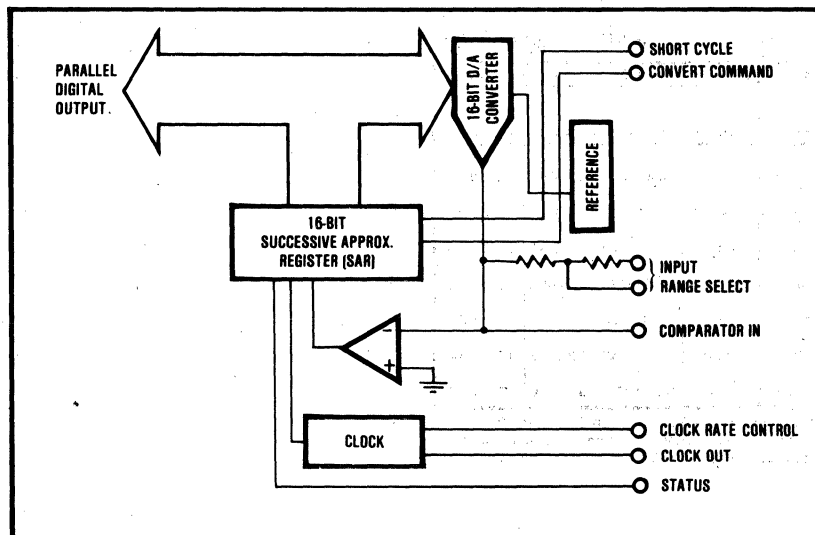 PARALLEL
DIGITAL
OUTPUT.
16-BIT D/A
CONVERTER
SHORT CYCLE
CONVERT COMMAND
REFERENCE
16-BIT
SUCCESSIVE APPROX.
REGISTER (SAR)
INPUT
RANGE SELECT
COMPARATOR IN
-
+
CLOCK
CLOCK RATE CONTROL
CLOCK OUT
STATUS